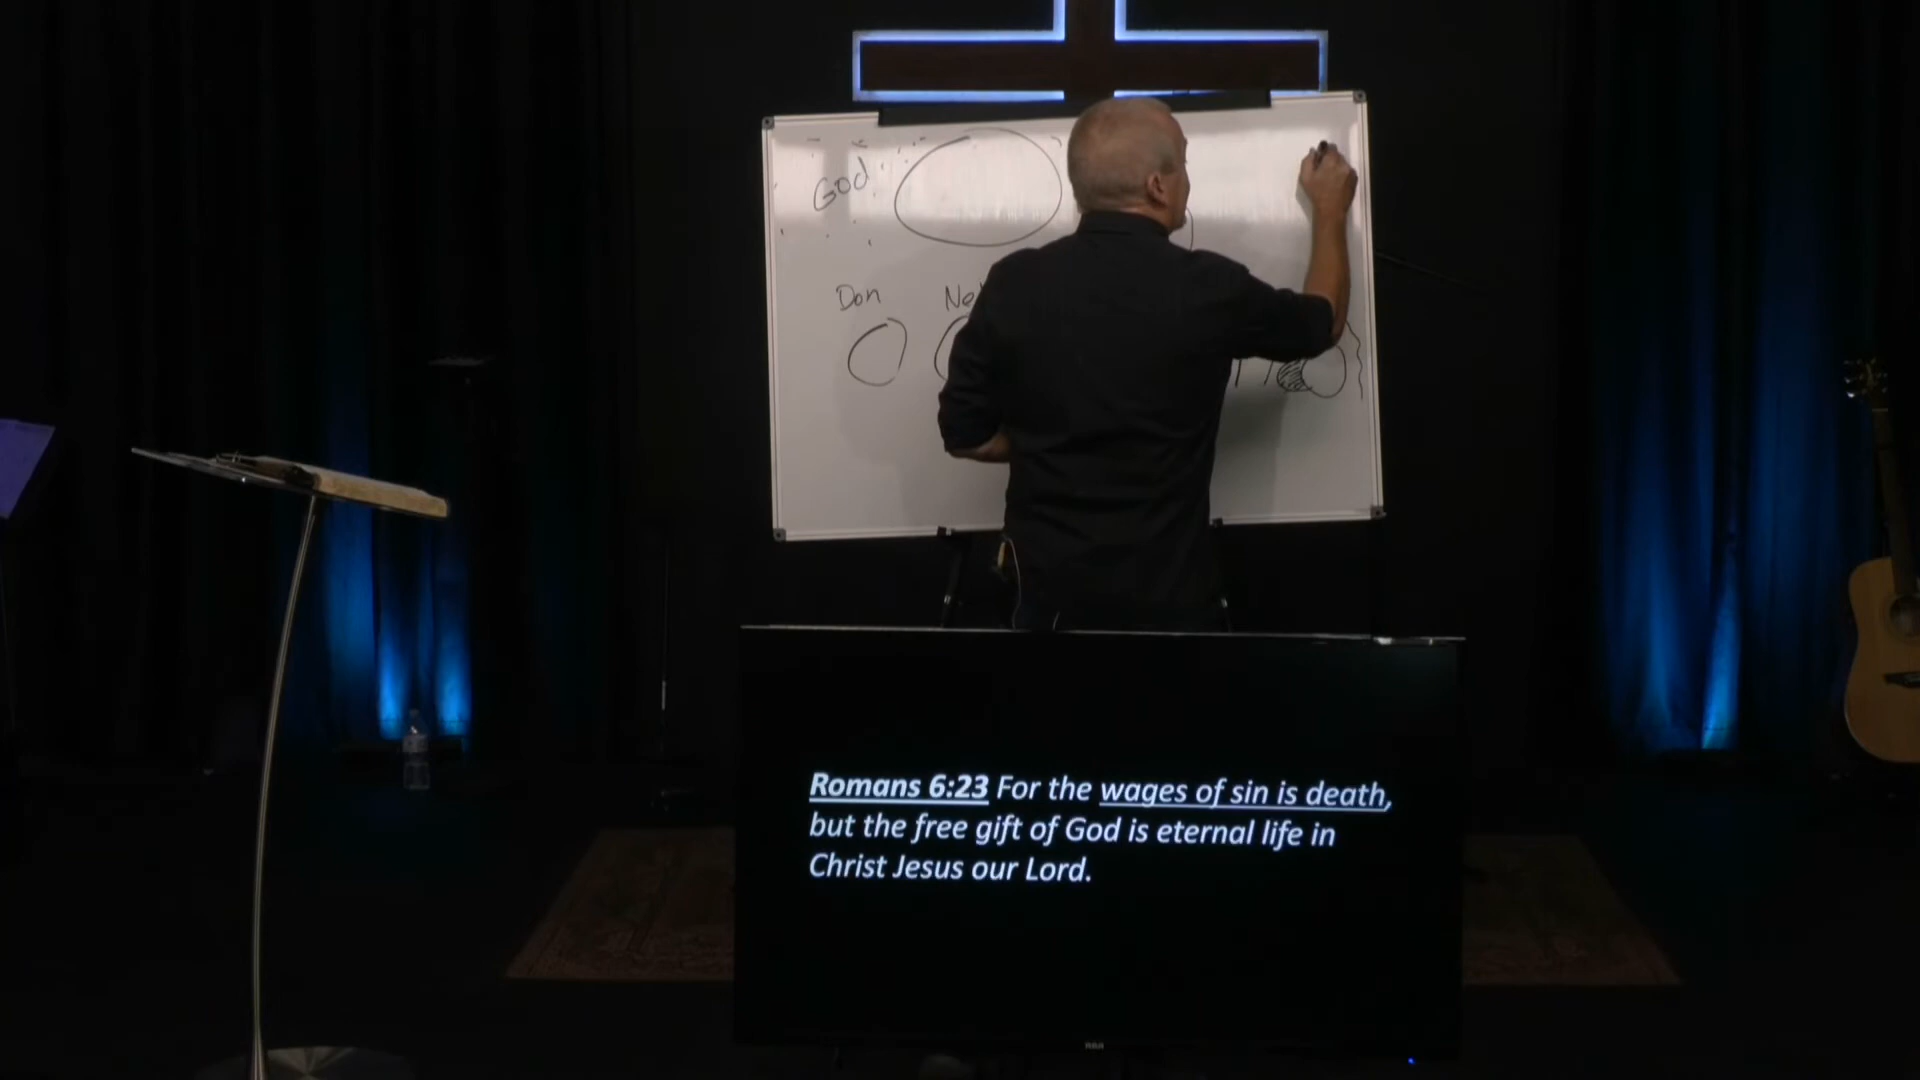 God
Don
Romans 6:23 For the wages of sin is death,
but the free gift of God is eternal life in
Christ Jesus our Lord.
RCA